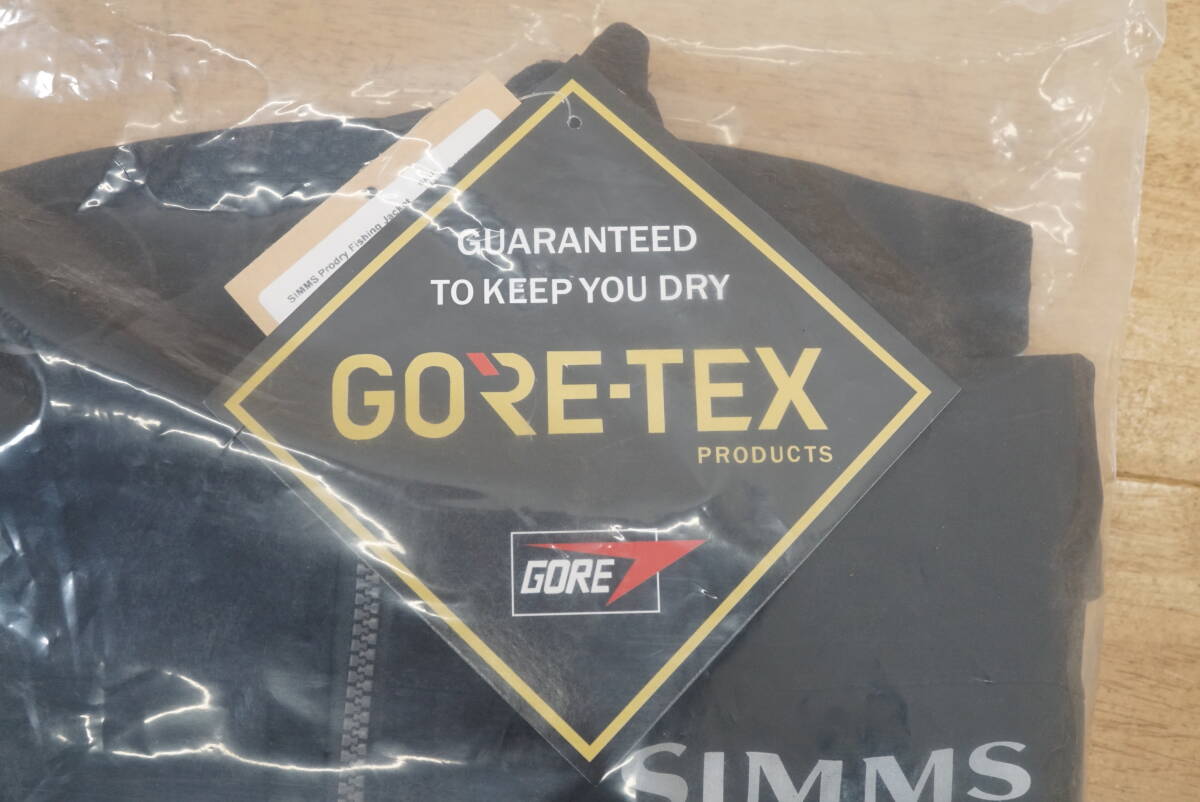 SIMMS Prodry Fishing Jacket
GUARANTEED
TO KEEP YOU DRY
GORE-TEX
PRODUCTS
GORE
SIMMS